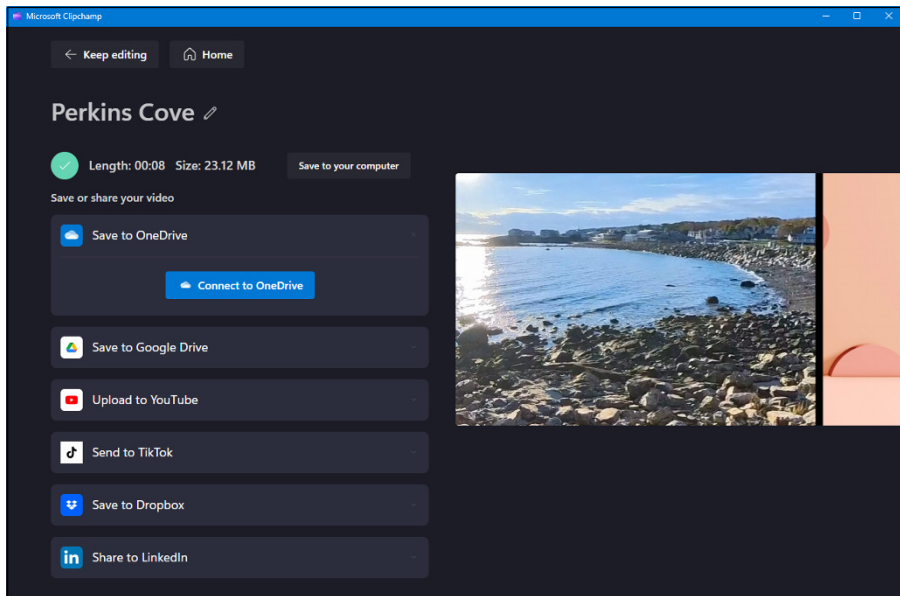 Microsoft Clipchamp
Keep editing Home
Perkins Cove
Length: 00:08 Size: 23.12 MB Save to your computer
Save or share your video
Save to OneDrive
Connect to OneDrive
Save to Google Drive
Upload to YouTube
Send to TikTok
Save to Dropbox
in Share to LinkedIn